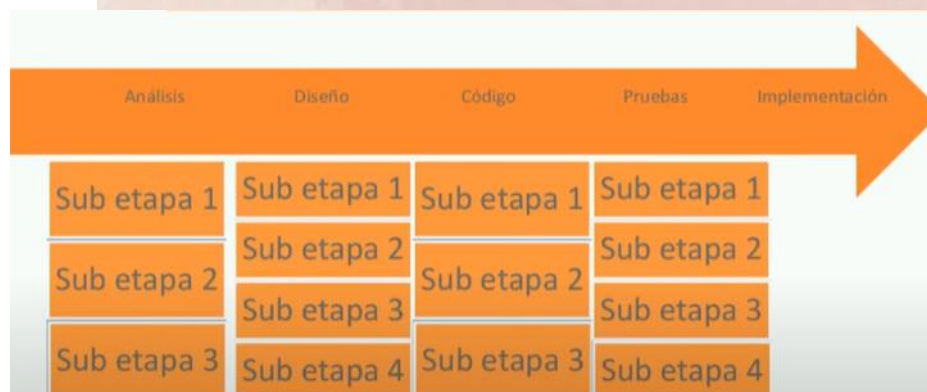 Análisis Diseño Código Pruebas Implementación
Sub etapa 1
Sub etapa 2
Sub etapa 3
Sub etapa 1
Sub etapa 2
Sub etapa 3
Sub etapa 4
Sub etapa 1
Sub etapa 2
Sub etapa 3
Sub etapa 1
Sub etapa 2
Sub etapa 3
Sub etapa 4